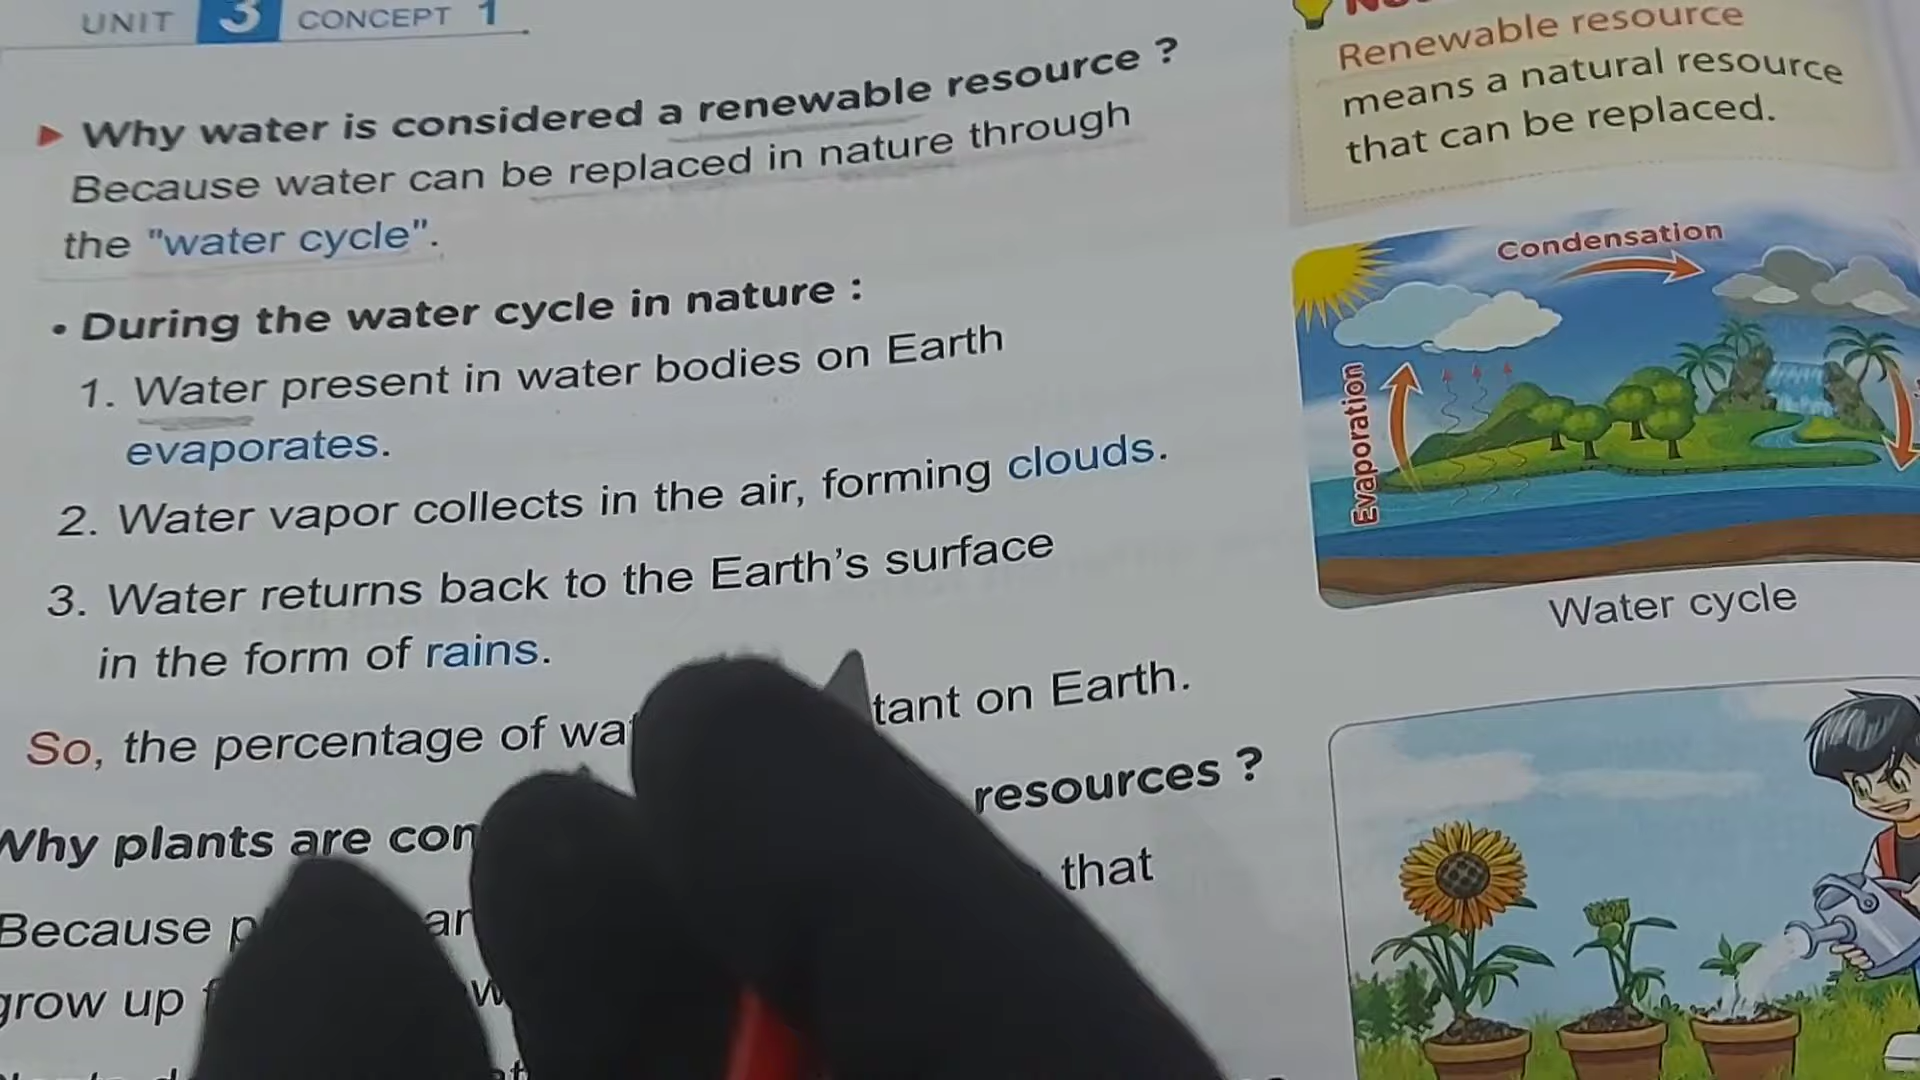 UNIT 3 CONCEPT 1
Why water is considered a renewable resource ?
Because water can be replaced in nature through
the "water cycle".
• During the water cycle in nature :
1. Water present in water bodies on Earth
evaporates.
2. Water vapor collects in the air, forming clouds.
3. Water returns back to the Earth's surface
in the form of rains.
So, the percentage of wa tant on Earth.
Why plants are con resources ?
Because p ar that
grow up w
Renewable resource
means a natural resource
that can be replaced.
Condensation
Evaporation
Water cycle